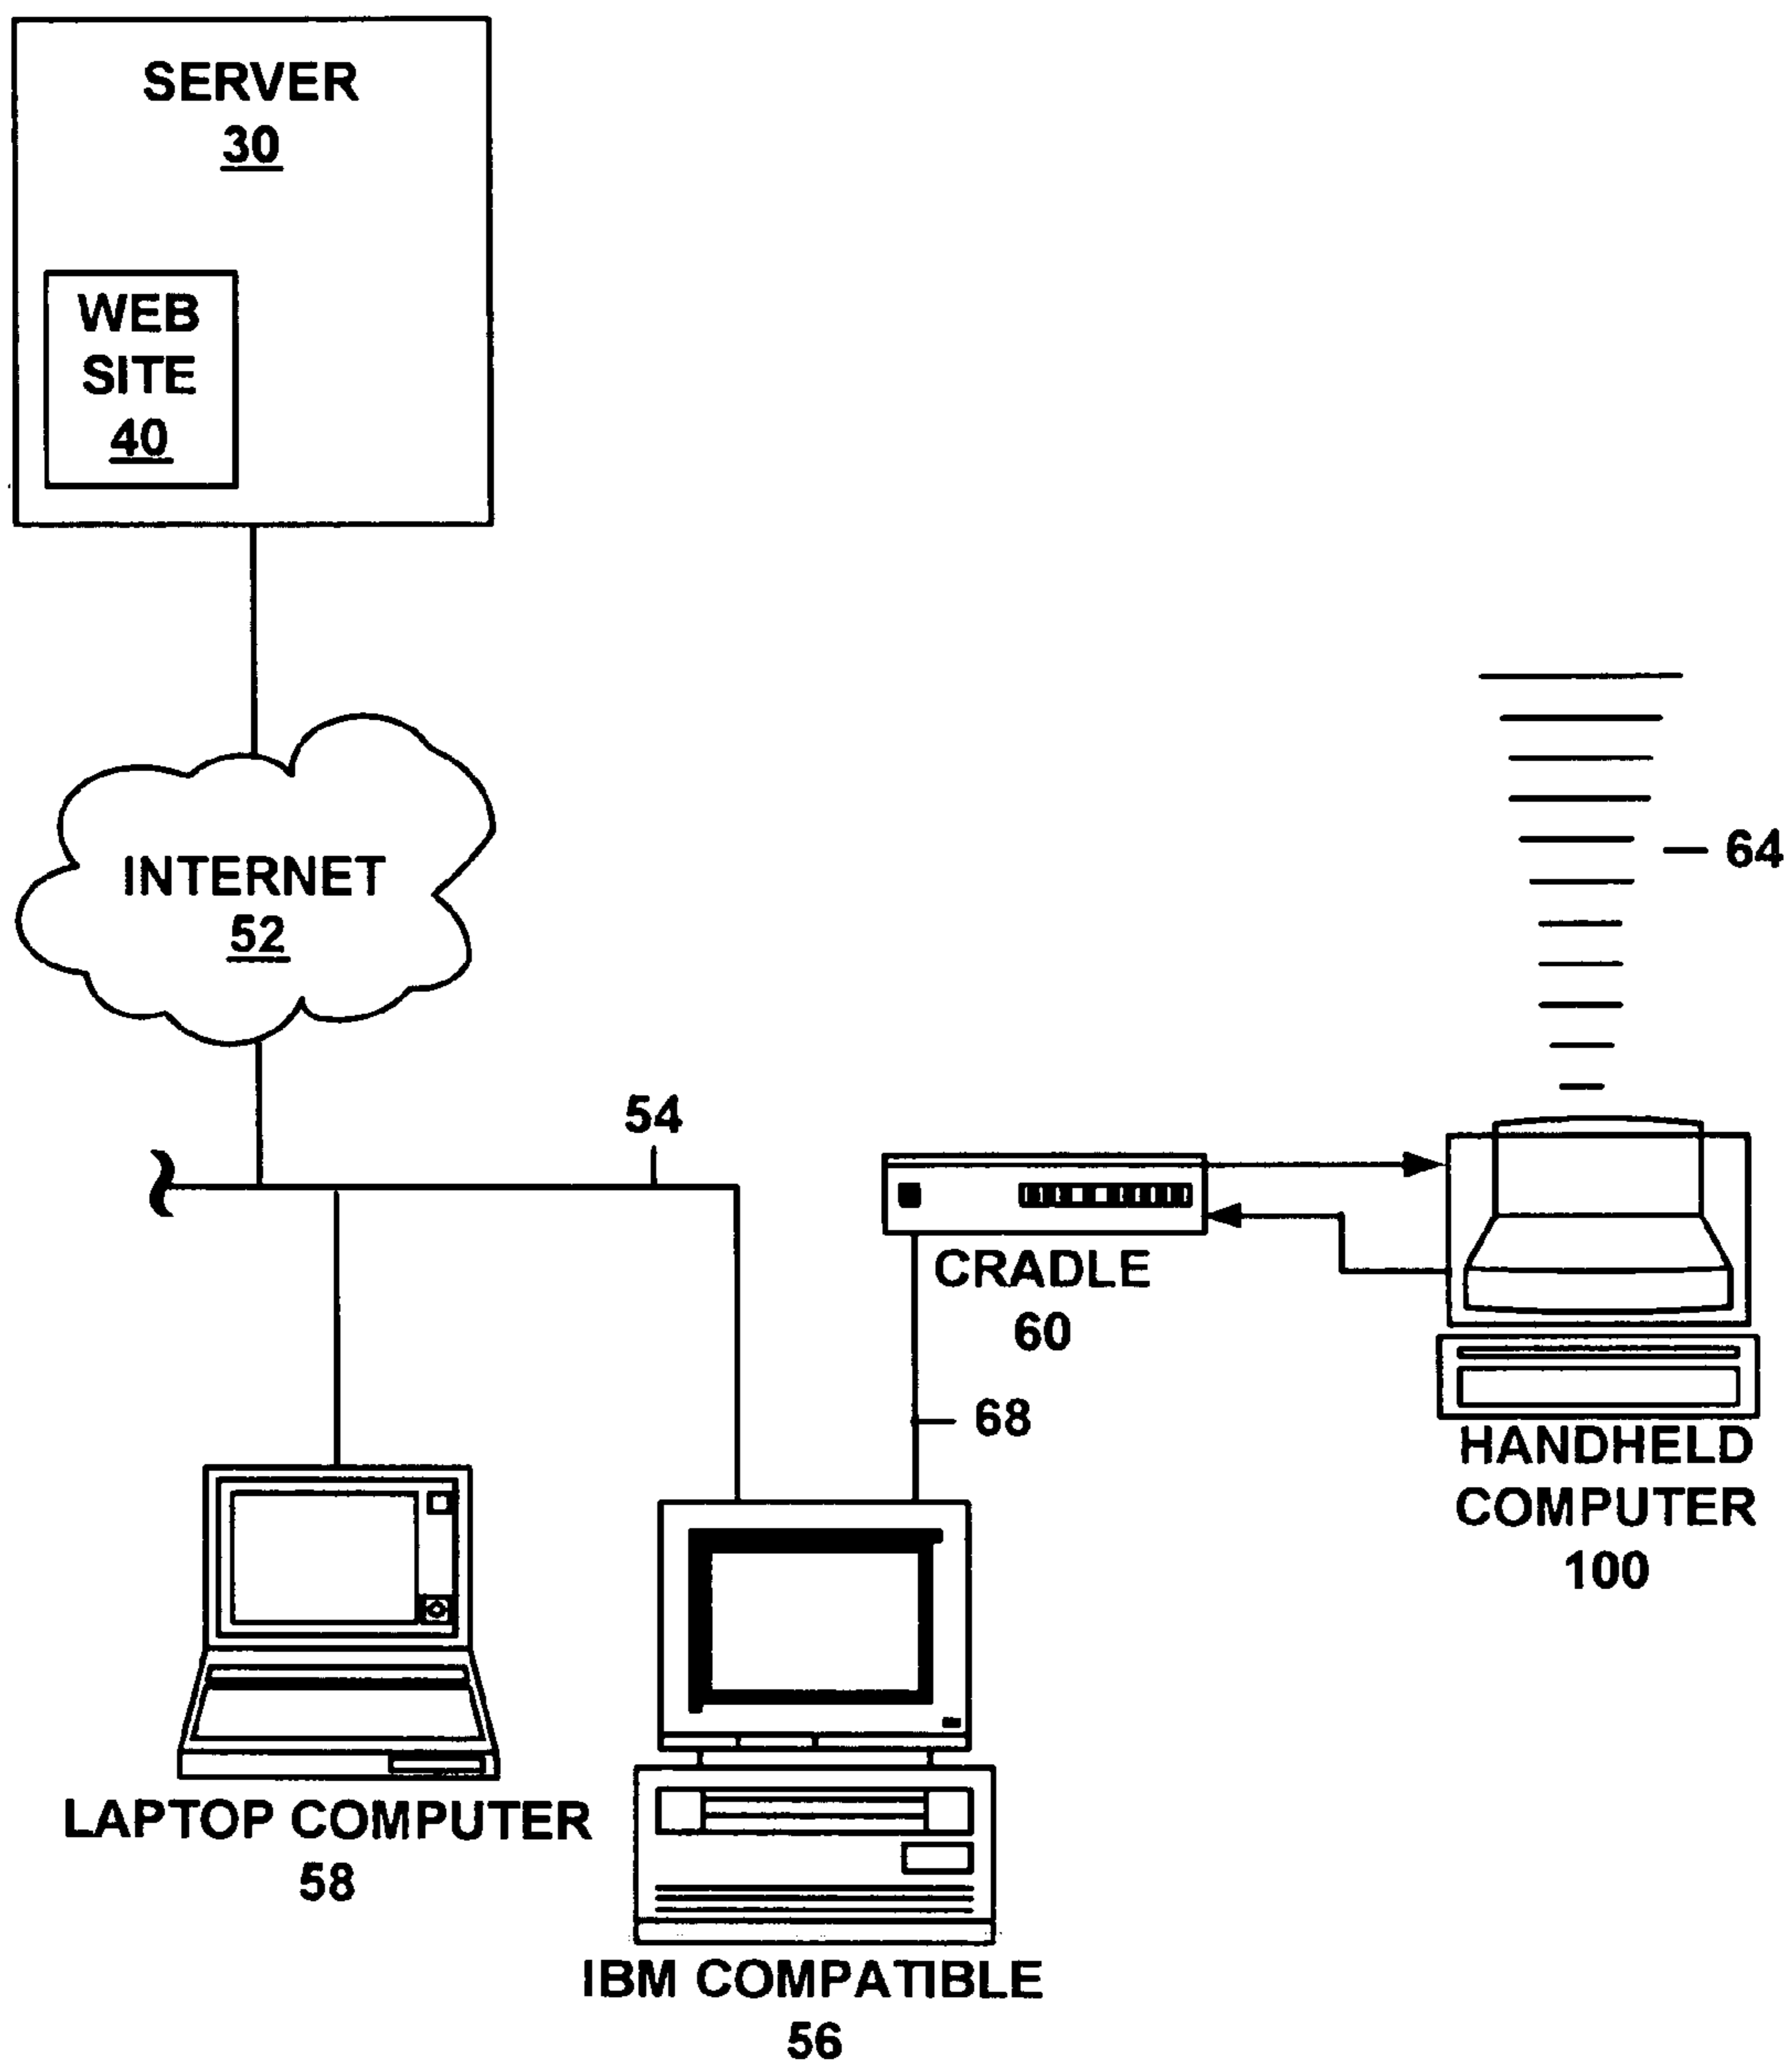 SERVER
30
WEB
SITE
40
INTERNET
52
64
54
CRADLE
60
68
HANDHELD
COMPUTER
100
LAPTOP COMPUTER
58
IBM COMPATIBLE
56